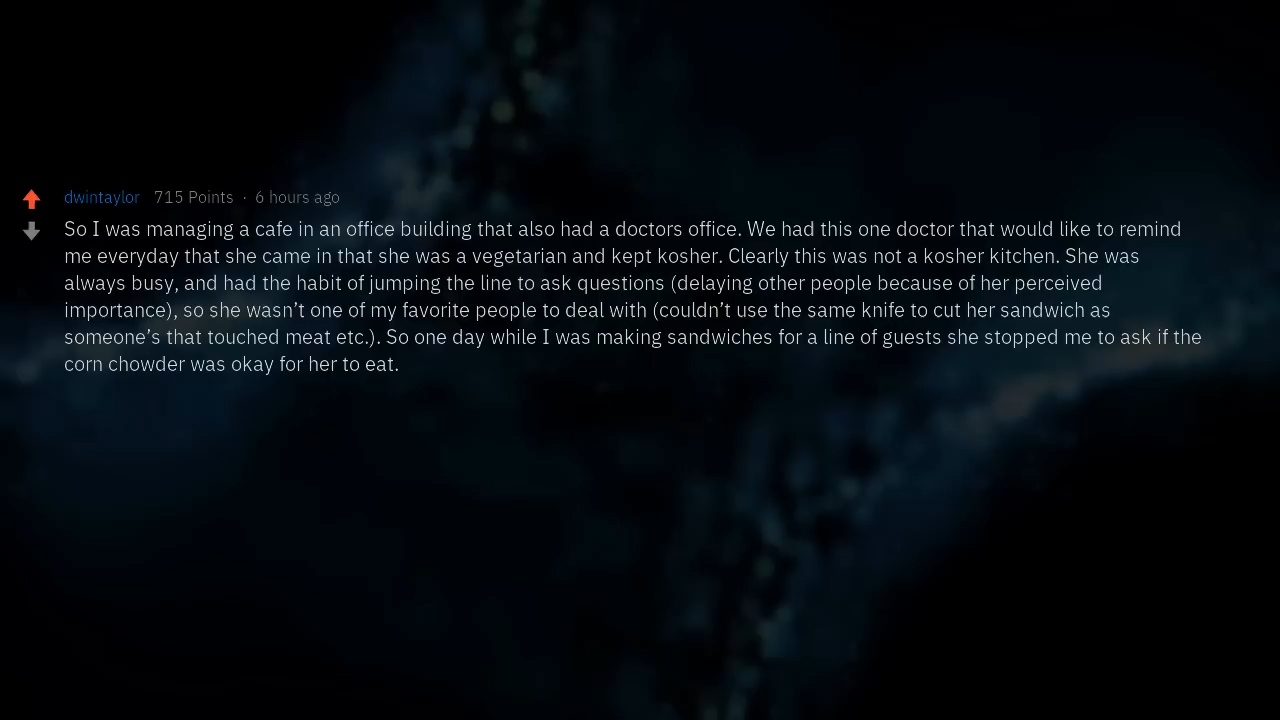 dwintaylor 715 Points · 6 hours ago
So I was managing a cafe in an office building that also had a doctors office. We had this one doctor that would like to remind
me everyday that she came in that she was a vegetarian and kept kosher. Clearly this was not a kosher kitchen. She was
always busy, and had the habit of jumping the line to ask questions (delaying other people because of her perceived
importance), so she wasn’t one of my favorite people to deal with (couldn’t use the same knife to cut her sandwich as
someone’s that touched meat etc.). So one day while I was making sandwiches for a line of guests she stopped me to ask if the
corn chowder was okay for her to eat.